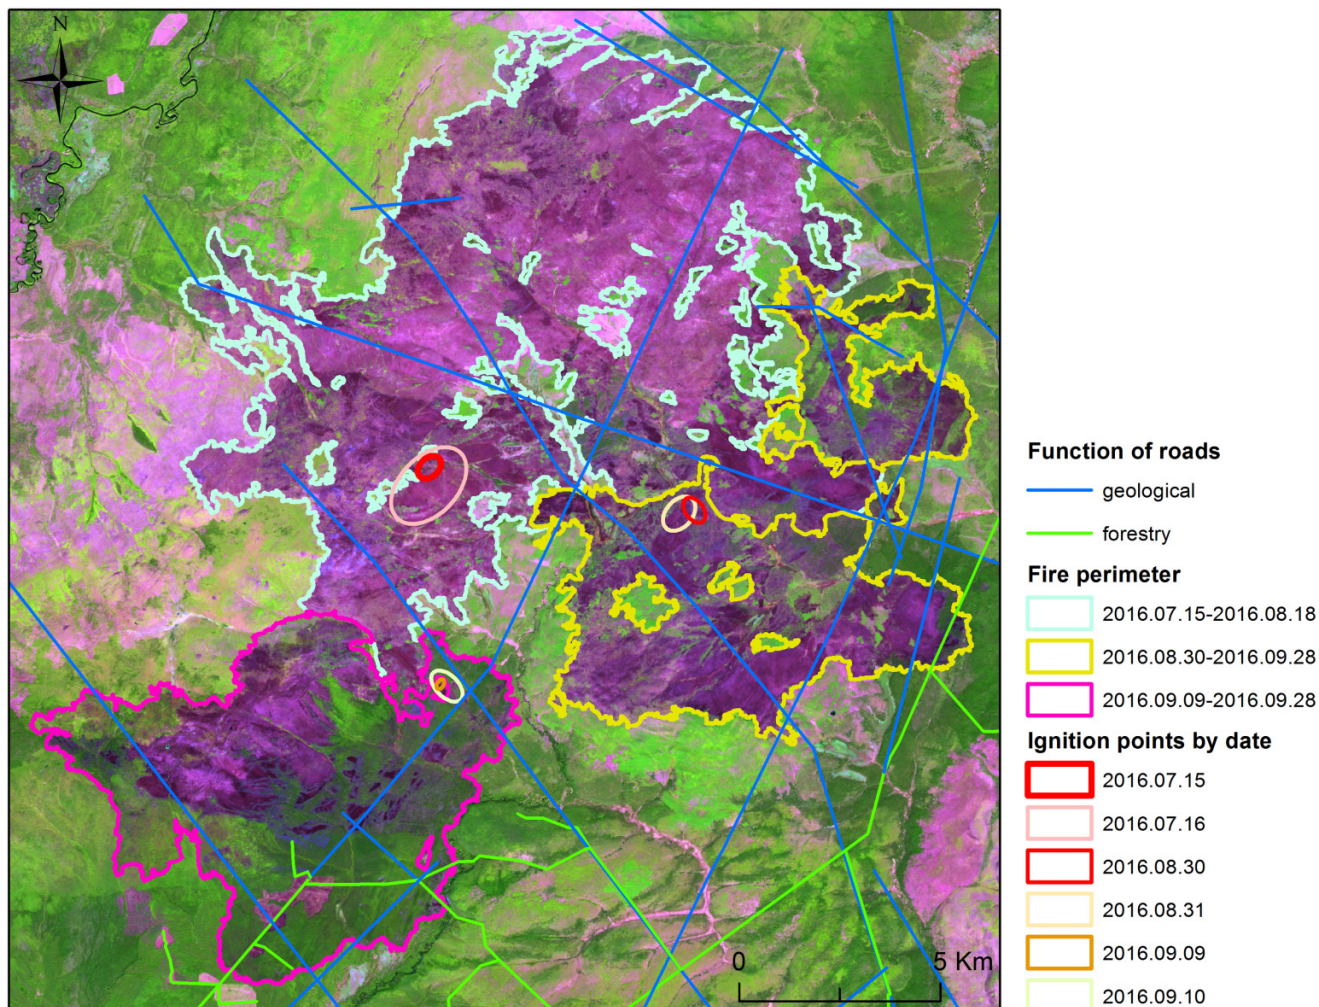 N
Function of roads
geological
forestry
Fire perimeter
2016.07.15-2016.08.18
2016.08.30-2016.09.28
2016.09.09-2016.09.28
Ignition points by date
2016.07.15
2016.07.16
2016.08.30
2016.08.31
2016.09.09
2016.09.10
0 5 Km